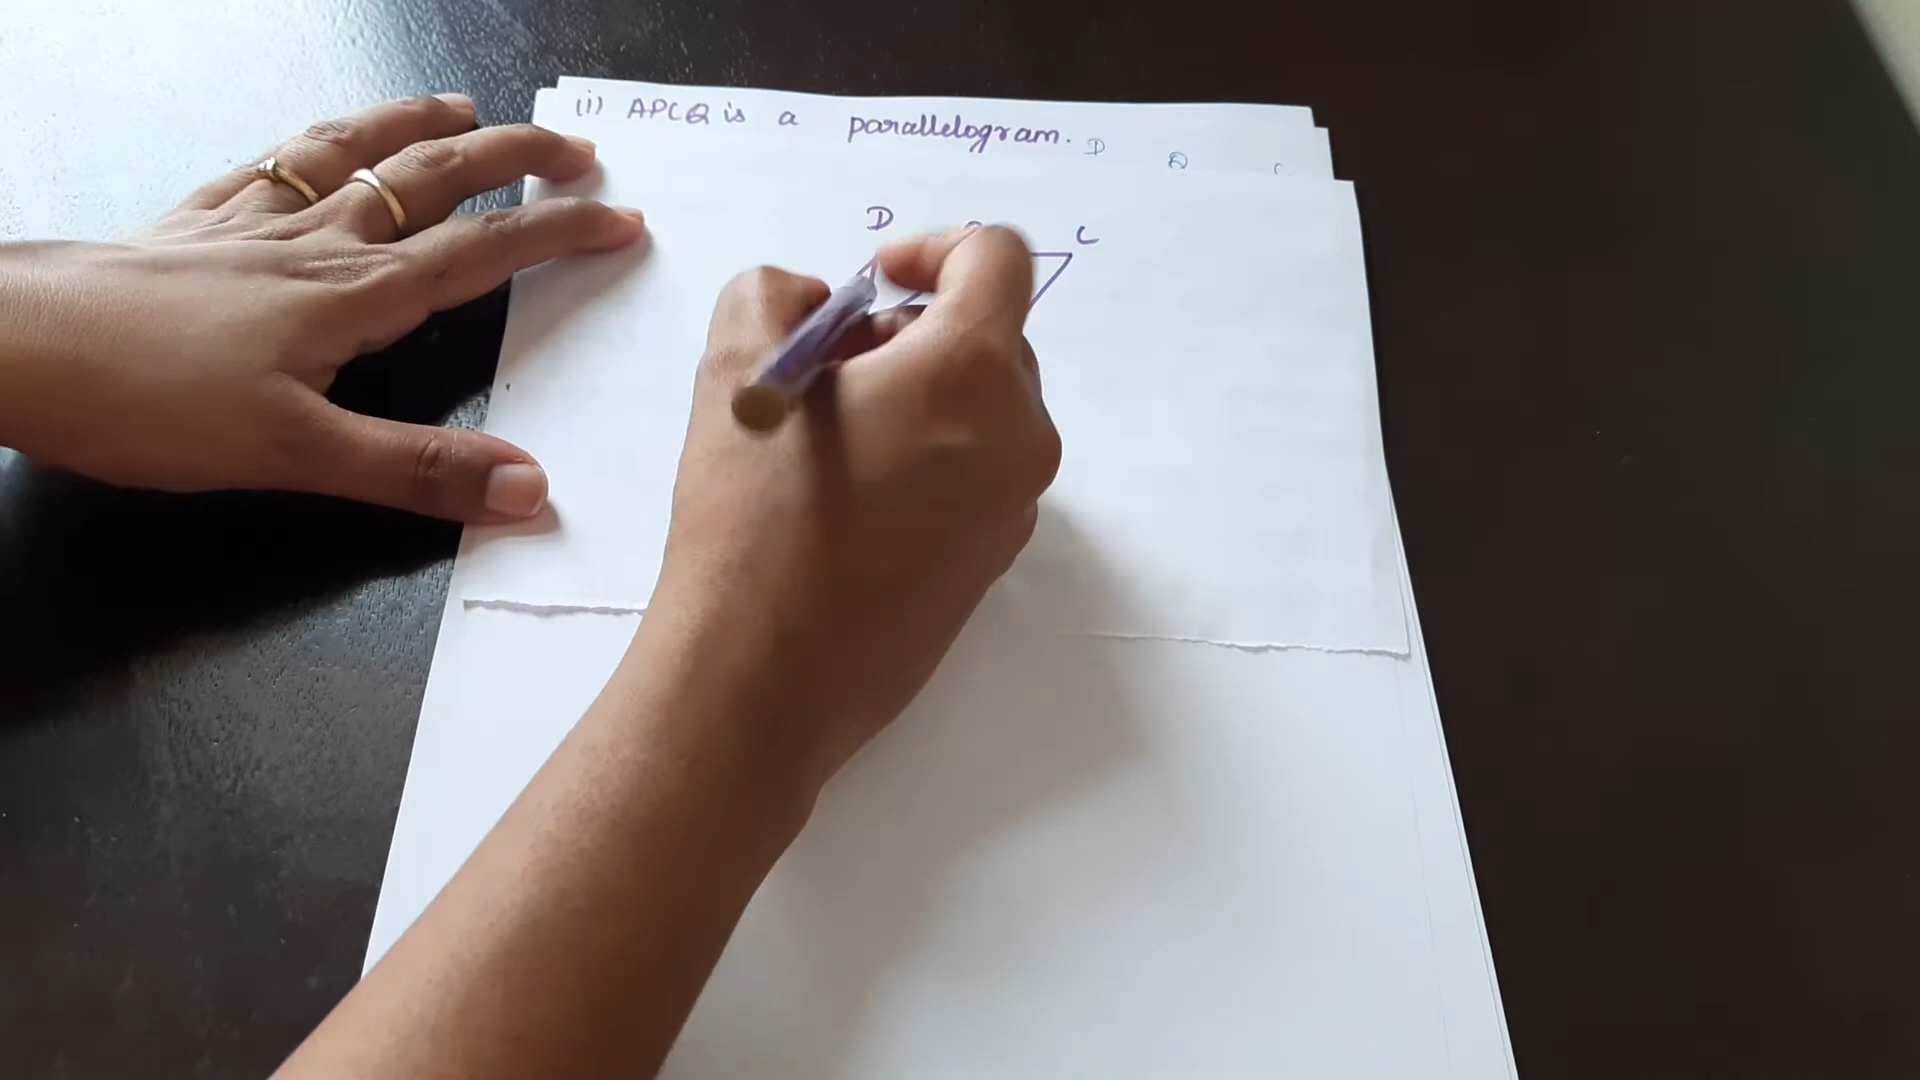 (i) APCQ is a parallelogram.
D Q C
D C